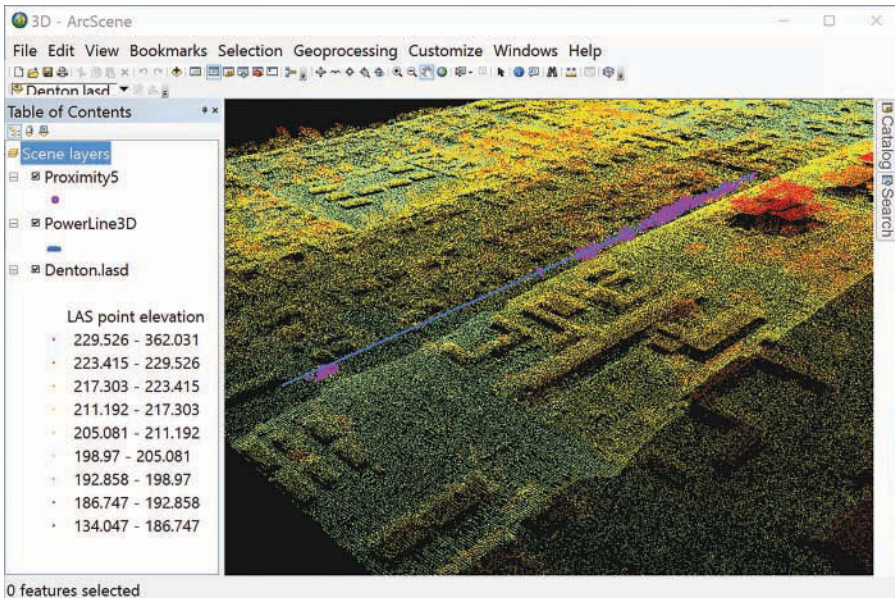 3D - ArcScene
File Edit View Bookmarks Selection Geoprocessing Customize Windows Help
Denton.lasd
Table of Contents
Scene layers
Proximity5
PowerLine3D
Denton.lasd
LAS point elevation
229.526 - 362.031
223.415 - 229.526
217.303 - 223.415
211.192 - 217.303
205.081 - 211.192
198.97 - 205.081
192.858 - 198.97
186.747 - 192.858
134.047 - 186.747
Catalog
Search
0 features selected